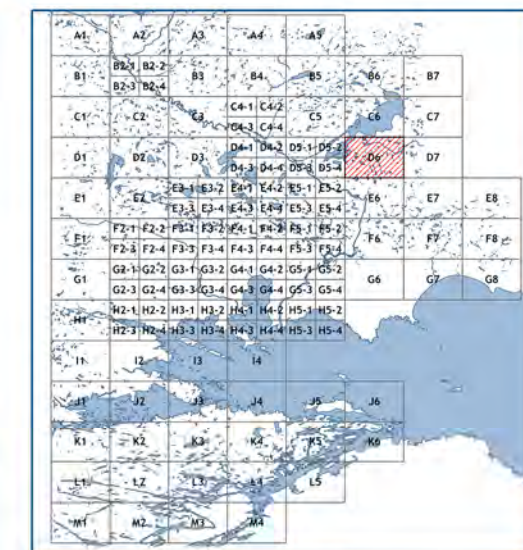 A1 A2 A3 A4 A5
B1 B2-1 B2-2 B3 B4 B5 B6 B7
B2-3 B2-4
C1 C2 C3 C4-1 C4-2 C5 C6 C7
C4-3 C4-4
D1 D2 D3 D4-1 D4-2 D5-1 D5-2 D6 D7
D4-3 D4-4 D5-3 D5-4
E1 E2 E3-1 E3-2 E4-1 E4-2 E5-1 E5-2 E6 E7 E8
E3-3 E3-4 E4-3 E4-4 E5-3 E5-4
F1 F2-1 F2-2 F3-1 F3-2 F4-1 F4-2 F5-1 F5-2 F6 F7 F8
F2-3 F2-4 F3-3 F3-4 F4-3 F4-4 F5-3 F5-4
G1 G2-1 G2-2 G3-1 G3-2 G4-1 G4-2 G5-1 G5-2 G6 G7 G8
G2-3 G2-4 G3-3 G3-4 G4-3 G4-4 G5-3 G5-4
H1 H2-1 H2-2 H3-1 H3-2 H4-1 H4-2 H5-1 H5-2
H2-3 H2-4 H3-3 H3-4 H4-3 H4-4 H5-3 H5-4
I1 I2 I3 I4
J1 J2 J3 J4 J5 J6
K1 K2 K3 K4 K5 K6
L1 L2 L3 L4 L5
M1 M2 M3 M4